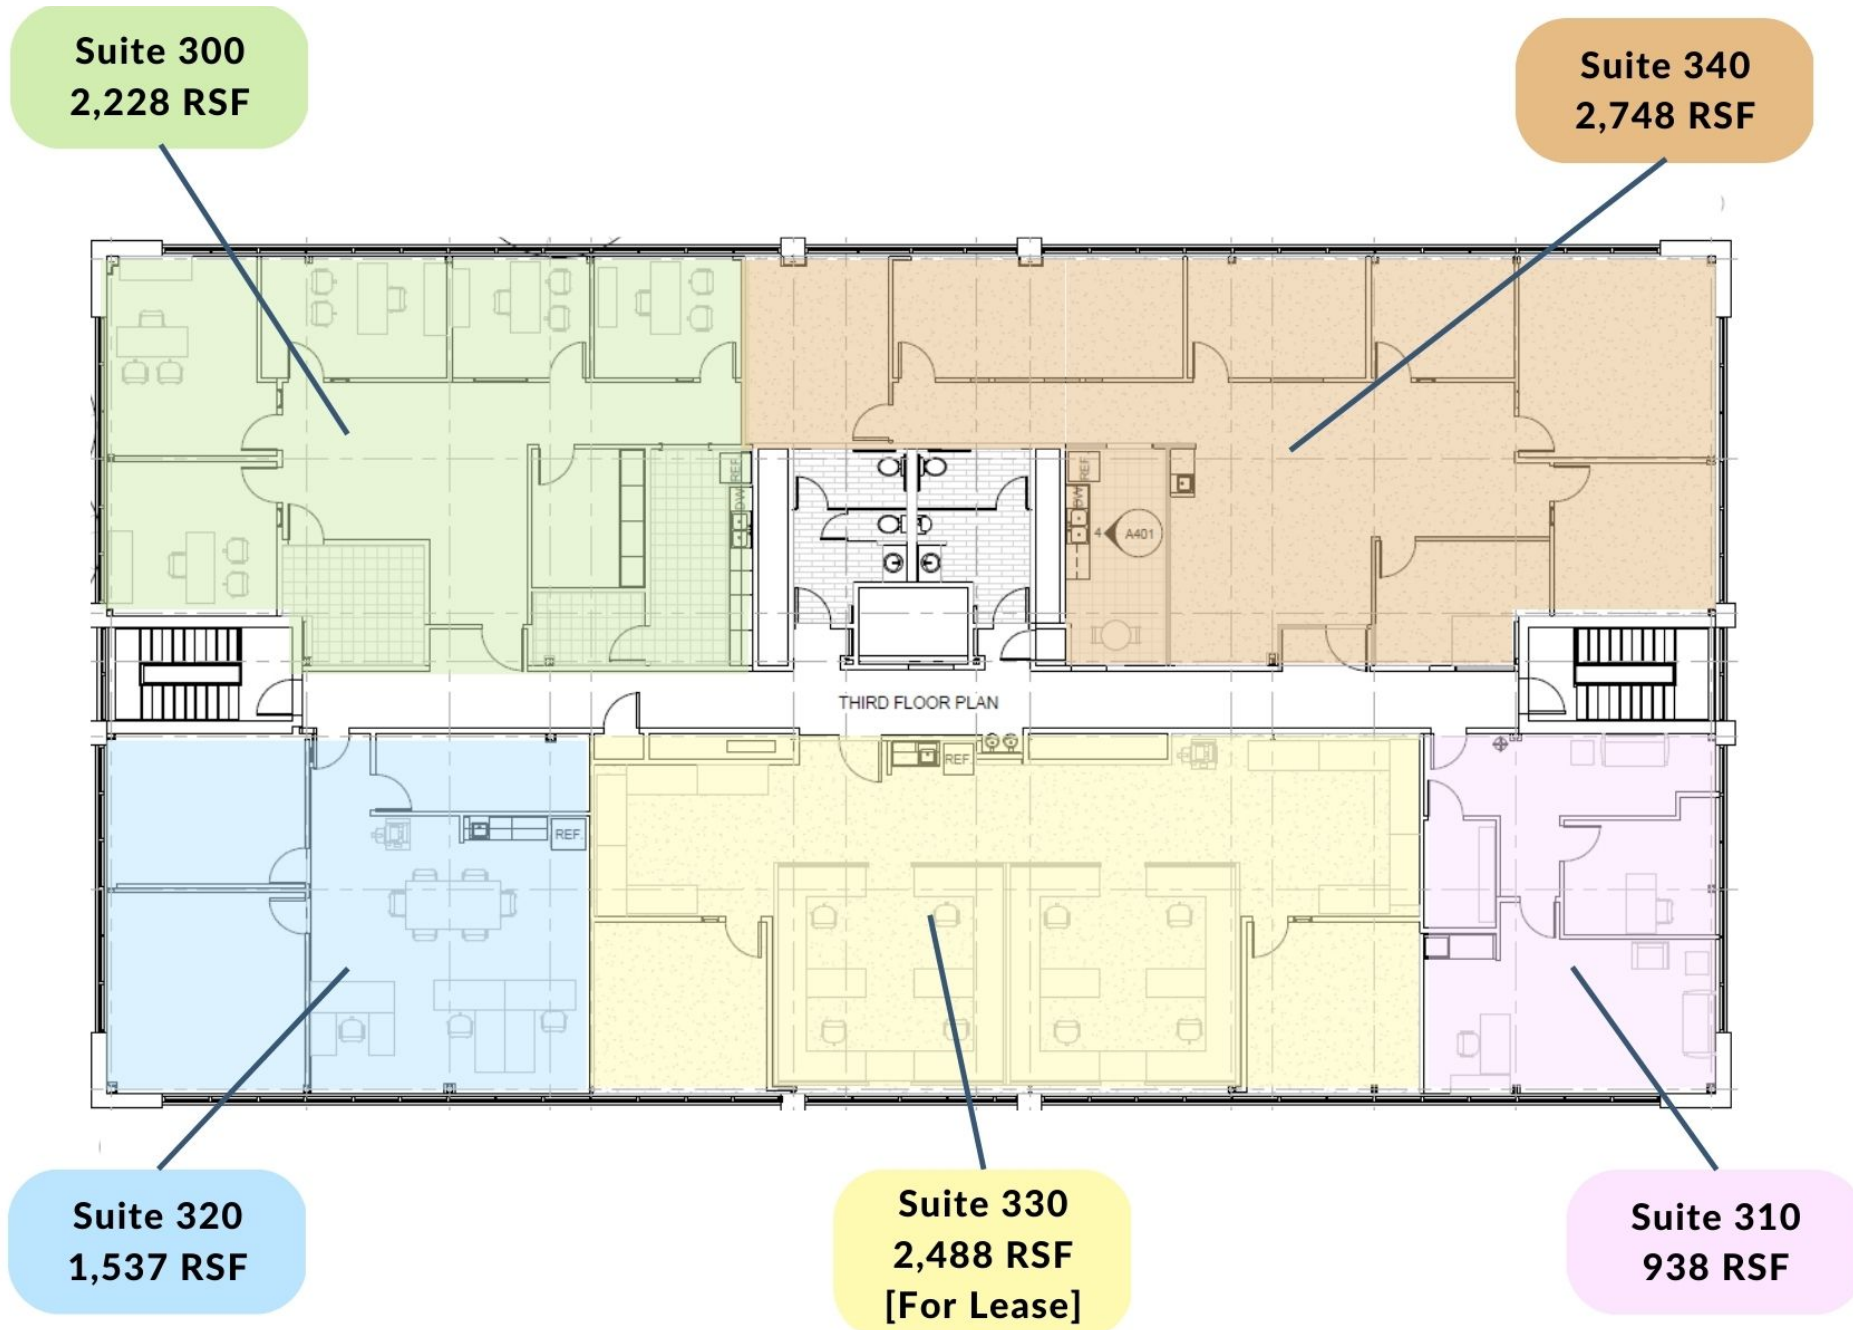 Suite 300
2,228 RSF
Suite 340
2,748 RSF
REF.
DW
REF.
DW
4
A401
THIRD FLOOR PLAN
REF.
REF.
Suite 320
1,537 RSF
Suite 330
2,488 RSF
[For Lease]
Suite 310
938 RSF